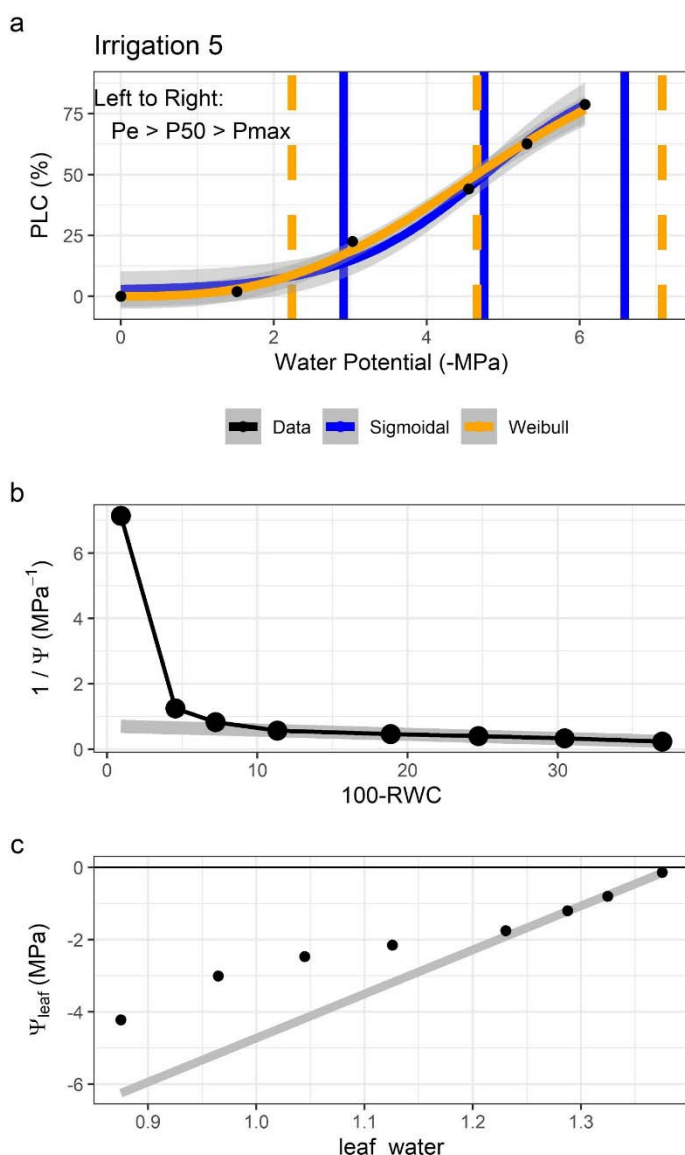 a
Irrigation 5
Left to Right:
Pe > P50 > Pmax
PLC (%)
75
50
25
0
0 2 4 6
Water Potential (-MPa)
Data Sigmoidal Weibull
b
1 / Ψ (MPa⁻¹)
6
4
2
0
0 10 20 30
100-RWC
c
Ψleaf (MPa)
0
-2
-4
-6
0.9 1.0 1.1 1.2 1.3
leaf_water